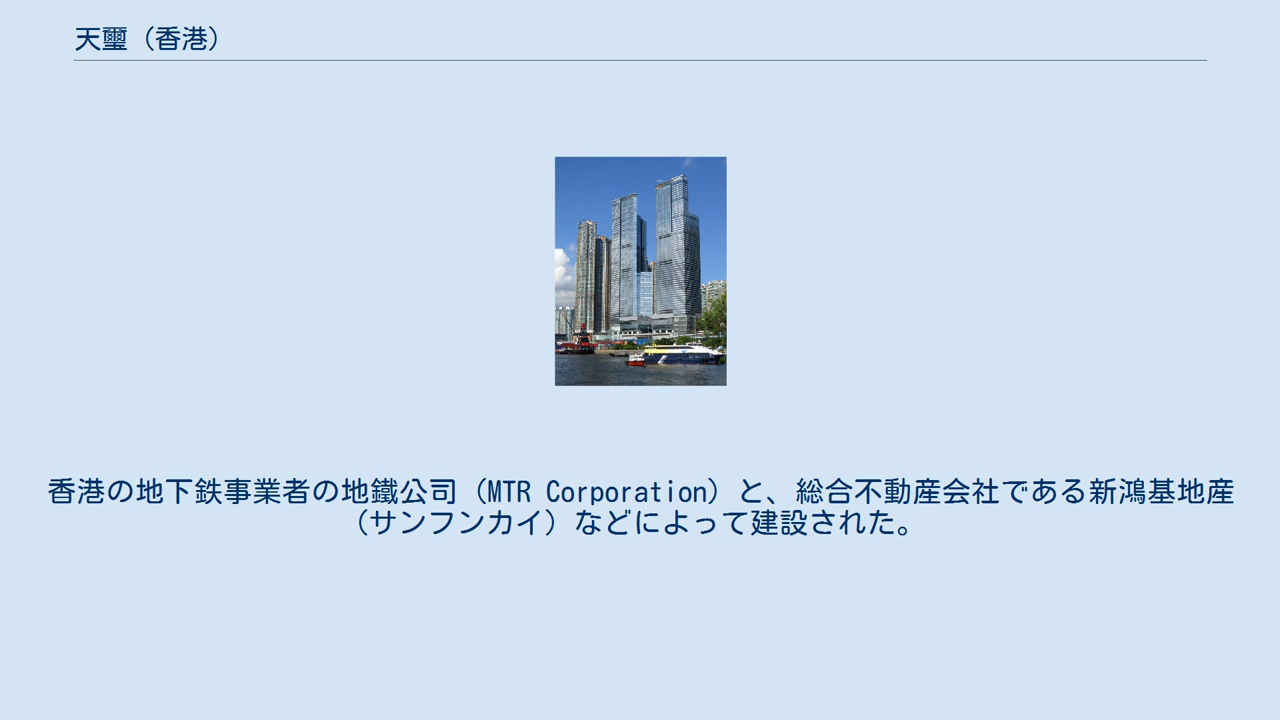 天璽（香港）
香港の地下鉄事業者の地鐵公司（MTR Corporation）と、総合不動産会社である新鴻基地産
（サンフンカイ）などによって建設された。